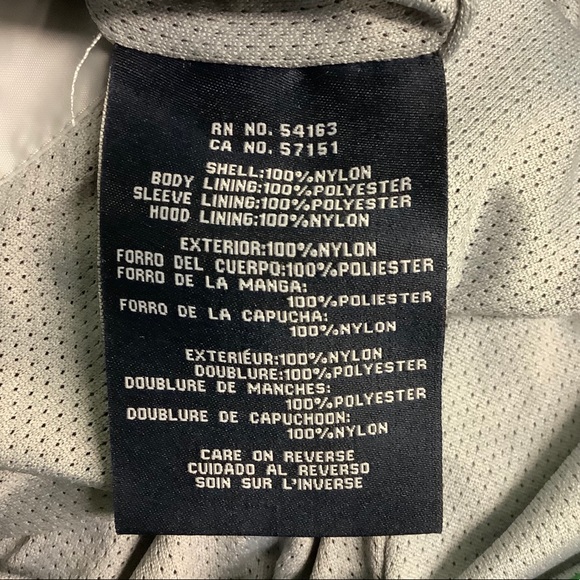 RN NO. 54163
CA NO. 57151
SHELL:100%NYLON
BODY LINING:100%POLYESTER
SLEEVE LINING:100%POLYESTER
HOOD LINING:100%NYLON
EXTERIOR:100%NYLON
FORRO DEL CUERPO:100%POLIESTER
FORRO DE LA MANGA:
100%POLIESTER
FORRO DE LA CAPUCHA:
100%NYLON
EXTERIÉUR:100%NYLON
DOUBLURE:100%POLYESTER
DOUBLURE DE MANCHES:
100%POLYESTER
DOUBLURE DE CAPUCHOON:
100%NYLON
CARE ON REVERSE
CUIDADO AL REVERSO
SOIN SUR L'INVERSE